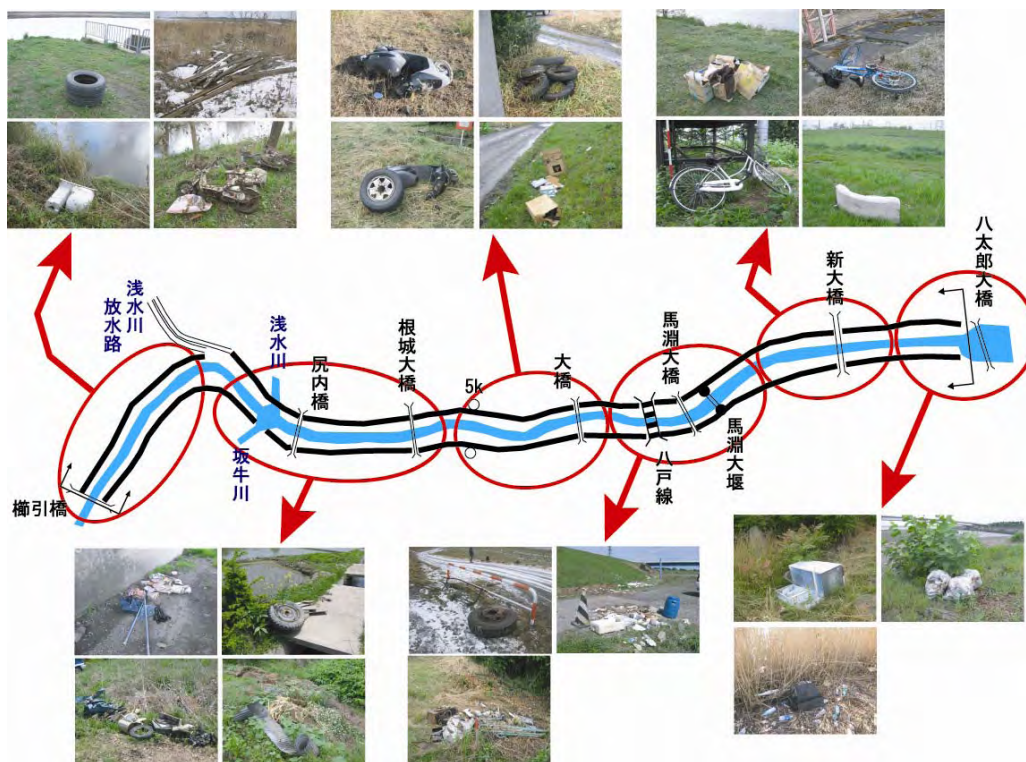 浅水川
放水路
浅水川
尻内橋
根城大橋
5k
大橋
馬淵大橋
新大橋
八太郎大橋
櫛引橋
坂牛川
八戸線
馬淵大堰